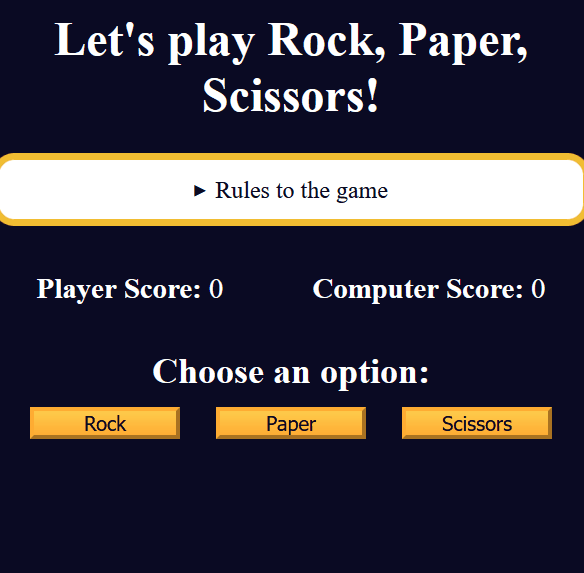 Let's play Rock, Paper,
Scissors!
▶ Rules to the game
Player Score: 0 Computer Score: 0
Choose an option:
Rock Paper Scissors